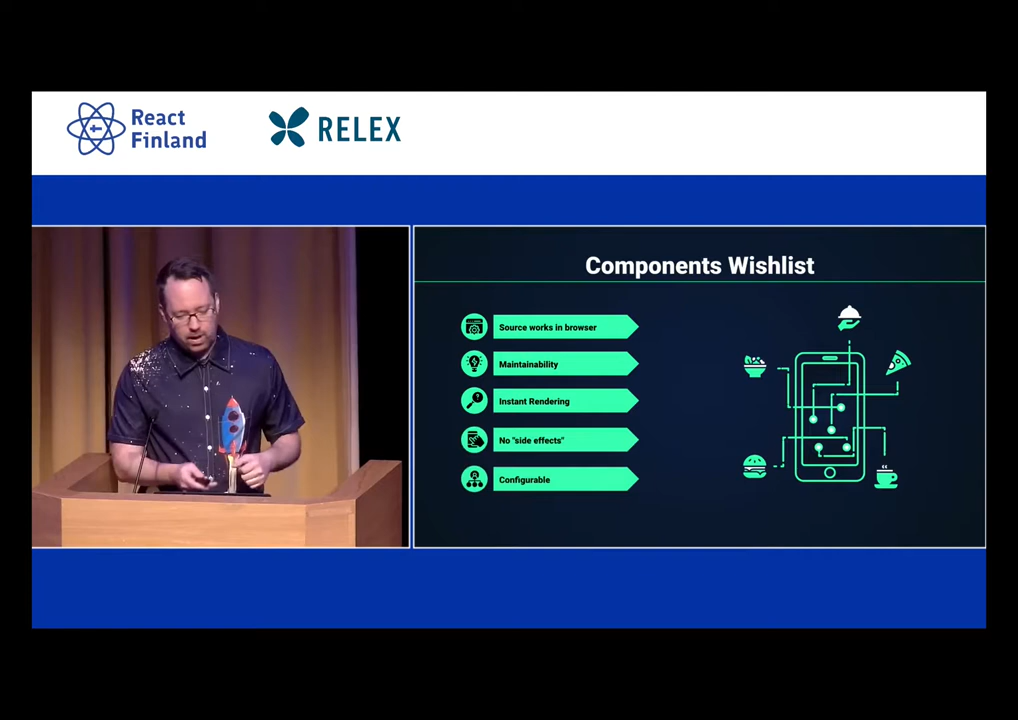 React
Finland
RELEX
Components Wishlist
Source works in browser
Maintainability
Instant Rendering
No "side effects"
Configurable